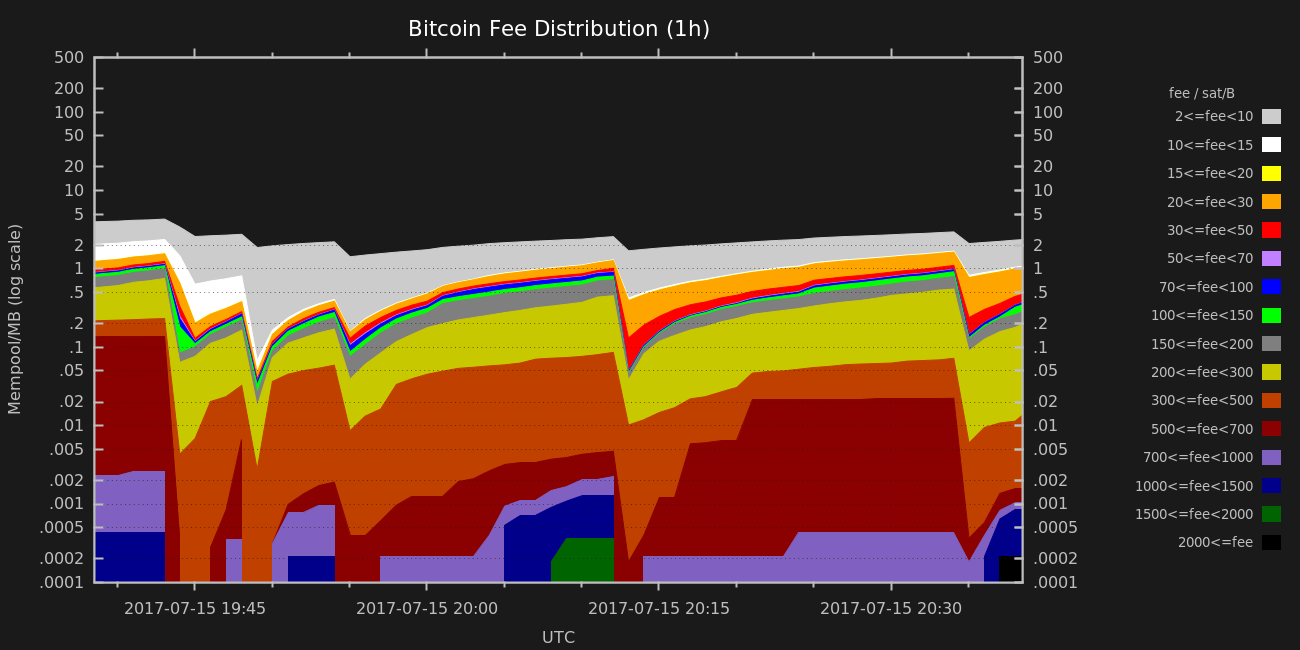 Bitcoin Fee Distribution (1h)
Mempool/MB (log scale)
500
200
100
50
20
10
5
2
1
.5
.2
.1
.05
.02
.01
.005
.002
.001
.0005
.0002
.0001
500
200
100
50
20
10
5
2
1
.5
.2
.1
.05
.02
.01
.005
.002
.001
.0005
.0002
.0001
2017-07-15 19:45
2017-07-15 20:00
2017-07-15 20:15
2017-07-15 20:30
UTC
fee / sat/B
2<=fee<10
10<=fee<15
15<=fee<20
20<=fee<30
30<=fee<50
50<=fee<70
70<=fee<100
100<=fee<150
150<=fee<200
200<=fee<300
300<=fee<500
500<=fee<700
700<=fee<1000
1000<=fee<1500
1500<=fee<2000
2000<=fee